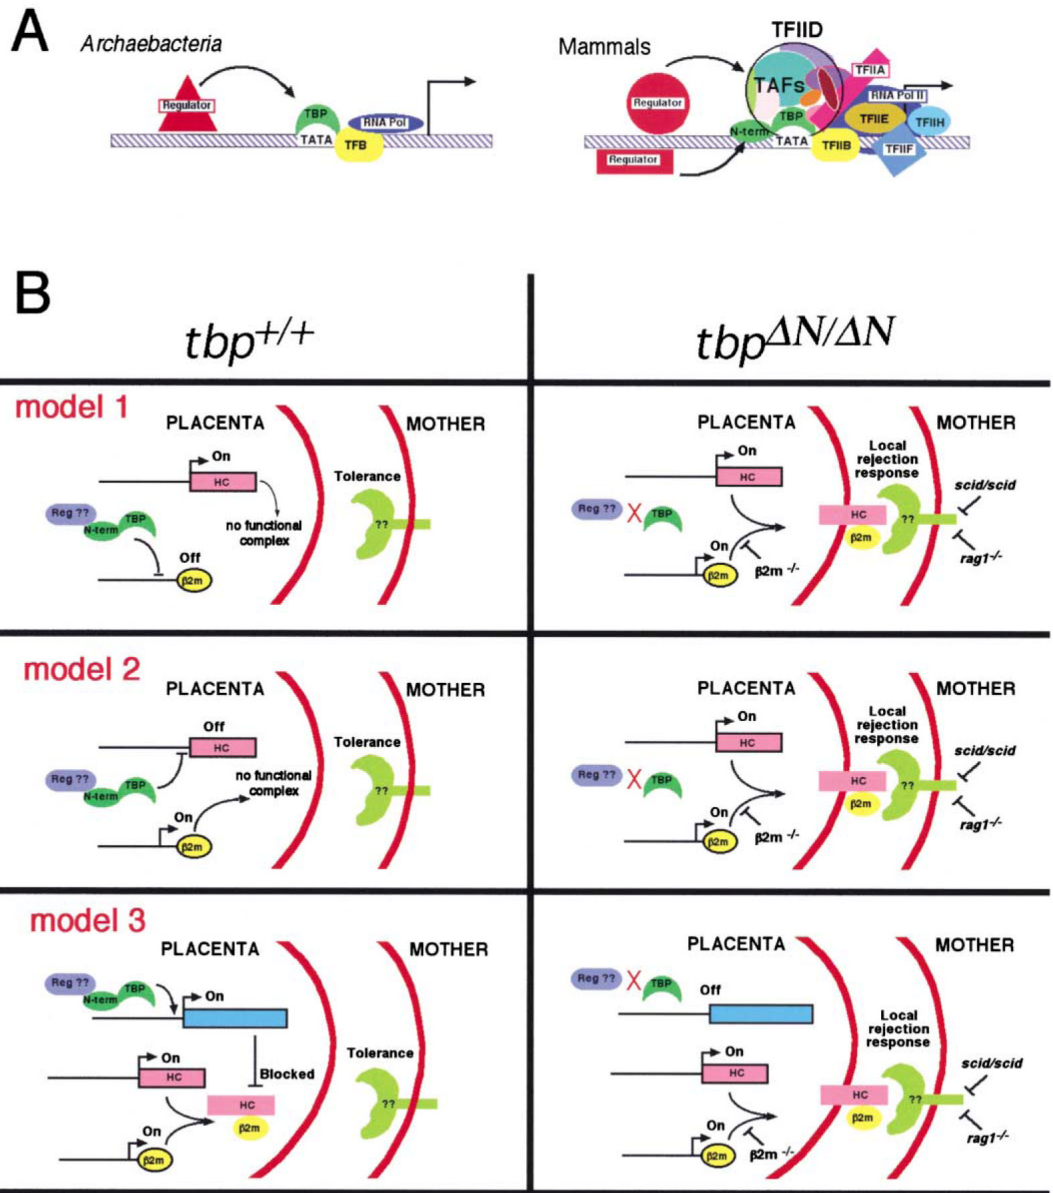 A
Archaebacteria
Regulator
TBP
TATA
TFB
RNA Pol
Mammals
TFIID
Regulator
Regulator
TAFs
N-term
TBP
TATA
TFIIB
TFIIA
RNA Pol II
TFIIE
TFIIH
TFIIF
B
tbp+/+
tbpΔN/ΔN
model 1
PLACENTA
MOTHER
On
HC
Tolerance
Reg ??
N-term
TBP
no functional
complex
??
Off
β2m
PLACENTA
MOTHER
On
HC
Local
rejection
response
scid/scid
Reg ??
X
TBP
HC
β2m
??
On
β2m
β2m -/-
rag1-/-
model 2
PLACENTA
MOTHER
Off
HC
Tolerance
Reg ??
N-term
TBP
no functional
complex
??
On
β2m
PLACENTA
MOTHER
On
HC
Local
rejection
response
scid/scid
Reg ??
X
TBP
HC
β2m
??
On
β2m
β2m -/-
rag1-/-
model 3
PLACENTA
MOTHER
Reg ??
N-term
TBP
On
On
HC
Blocked
Tolerance
HC
β2m
??
On
β2m
PLACENTA
MOTHER
Reg ??
X
TBP
Off
Local
rejection
response
On
HC
scid/scid
HC
β2m
??
On
β2m
β2m -/-
rag1-/-